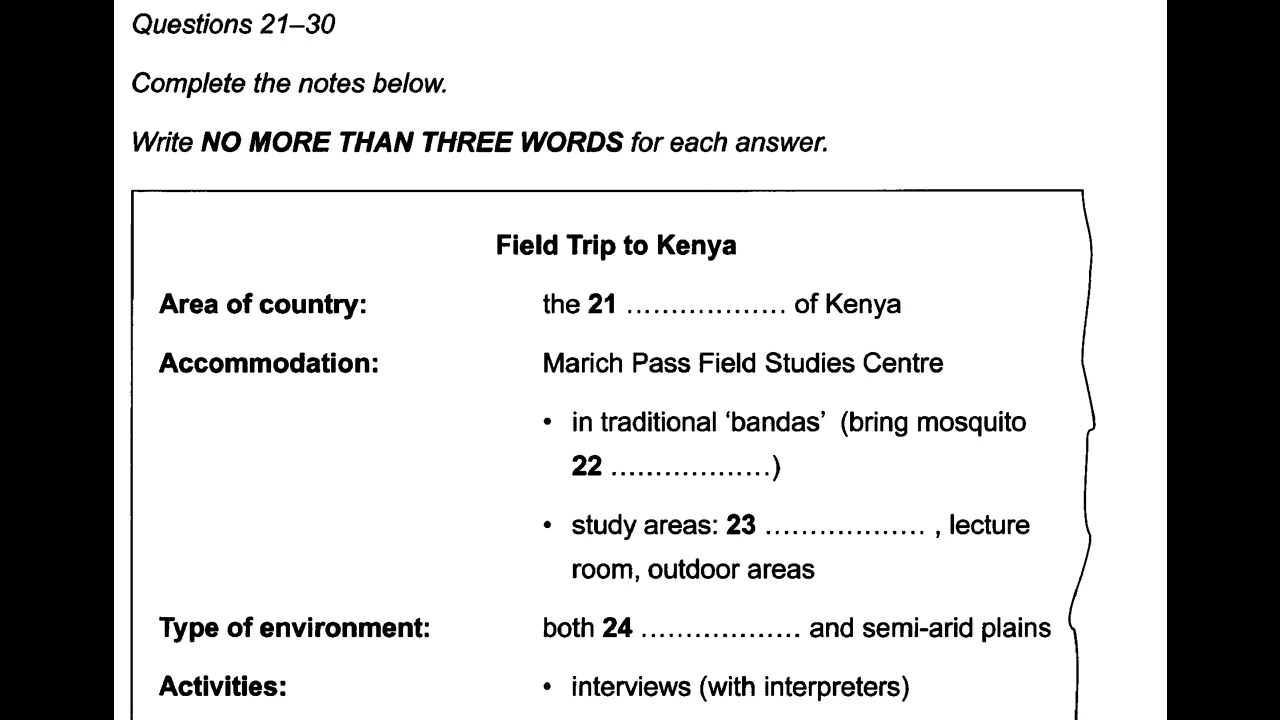 Questions 21–30
Complete the notes below.
Write NO MORE THAN THREE WORDS for each answer.
Field Trip to Kenya
Area of country: the 21 .................. of Kenya
Accommodation: Marich Pass Field Studies Centre
• in traditional ‘bandas’ (bring mosquito
22 ..................)
• study areas: 23 .................. , lecture
room, outdoor areas
Type of environment: both 24 .................. and semi-arid plains
Activities: • interviews (with interpreters)